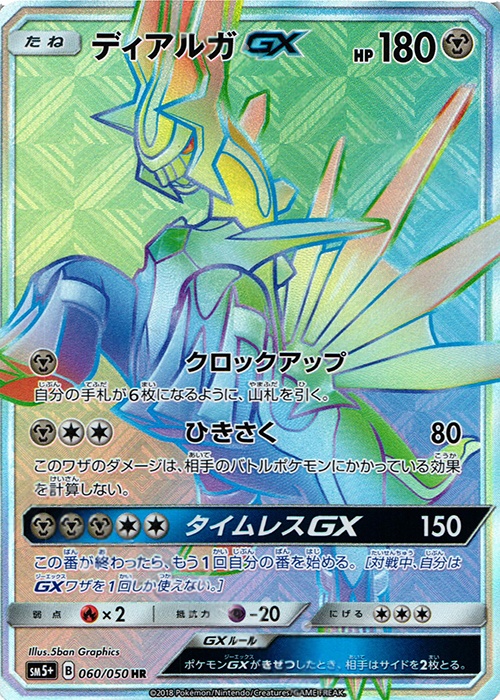 たね ディアルガGX HP 180
クロックアップ
自分の手札が6枚になるように、山札を引く。
ひきさく 80
このワザのダメージは、相手のバトルポケモンにかかっている効果
を計算しない。
タイムレスGX 150
この番が終わったら、もう1回自分の番を始める。[対戦中、自分は
GXワザを1回しか使えない。]
弱点 ×2 抵抗力 -20 にげる
Illus. 5ban Graphics GXルール
SM5+ B 060/050 HR ポケモンGXがきぜつしたとき、相手はサイドを2枚とる。
©2018 Pokémon/Nintendo/Creatures/GAME FREAK